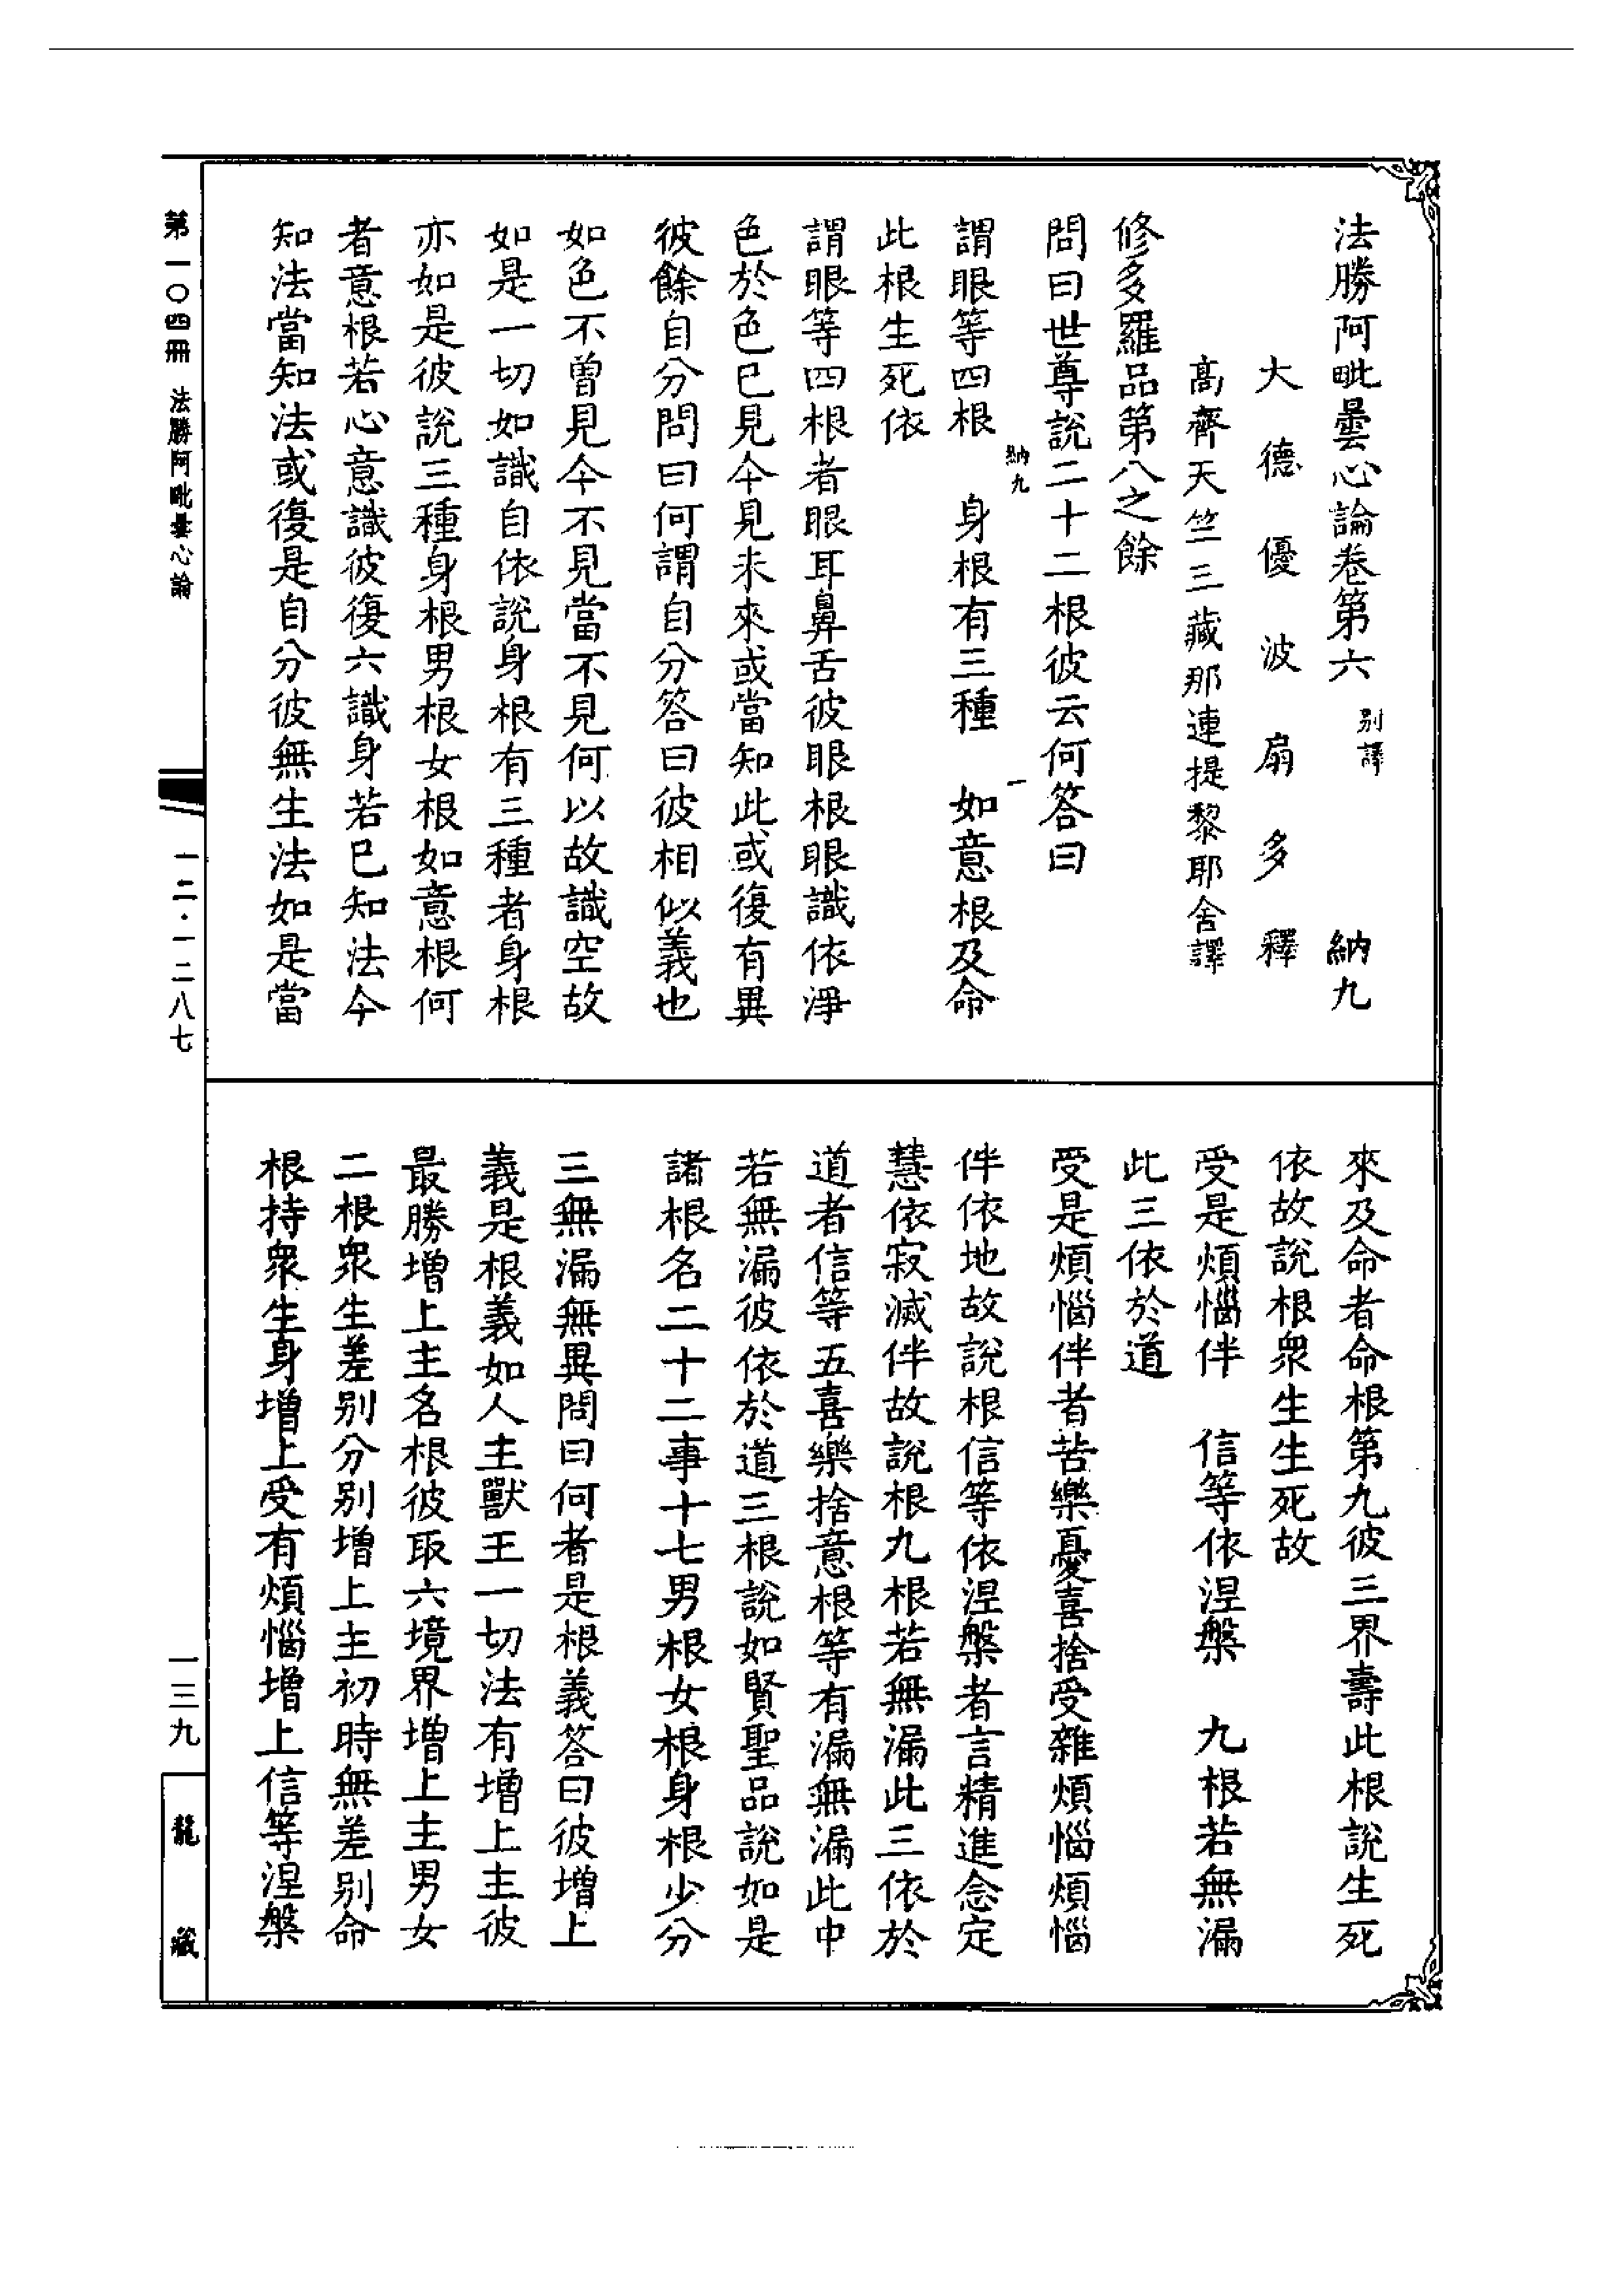 法勝阿毗曇心論卷第六 別譯 納九
大德優波扇多釋
高齊天竺三藏那連提黎耶舍譯
修多羅品第八之餘
問曰世尊說二十二根彼云何答曰
納九 一
謂眼等四根 身根有三種 如意根及命
此根生死依
謂眼等四根者眼耳鼻舌彼眼根眼識依淨
色於色已見今見未來或當知此或復有異
彼餘自分問曰何謂自分答曰彼相似義也
如色不曾見今不見當不見何以故識空故
如是一切如識自依說身根有三種者身根
亦如是彼說三種身根男根女根如意根何
者意根若心意識彼復六識身若已知法今
知法當知法或復是自分彼無生法如是當
來及命者命根第九彼三界壽此根說生死
依故說根眾生生死故
受是煩惱伴 信等依涅槃 九根若無漏
此三依於道
受是煩惱伴者苦樂憂喜捨受雜煩惱煩惱
伴依地故說根信等依涅槃者言精進念定
慧依寂滅伴故說根九根若無漏此三依於
道者信等五喜樂捨意根等有漏無漏此中
若無漏彼依於道三根說如賢聖品說如是
諸根名二十二事十七男根女根身根少分
三無漏無異問曰何者是根義答曰彼增上
義是根義如人主獸王一切法有增上主彼
最勝增上主名根彼取六境界增上主男女
二根眾生差別分別增上主初時無差別命
根持眾生身增上受有煩惱增上信等涅槃
第一〇四冊 法勝阿毗曇心論
一二·一二八七
一三九
龍藏